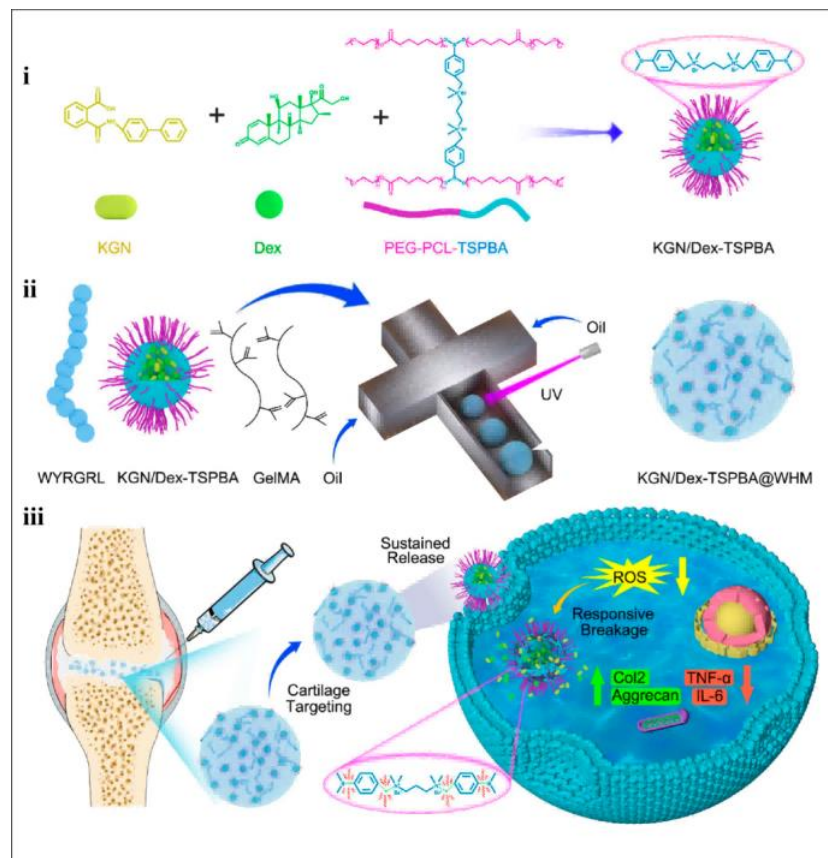 i
+
+
KGN
Dex
PEG-PCL-TSPBA
KGN/Dex-TSPBA
ii
Oil
UV
WYRGRL
KGN/Dex-TSPBA
GelMA
Oil
KGN/Dex-TSPBA@WHM
iii
Sustained
Release
ROS
Responsive
Breakage
Col2
Aggrecan
TNF-α
IL-6
Cartilage
Targeting